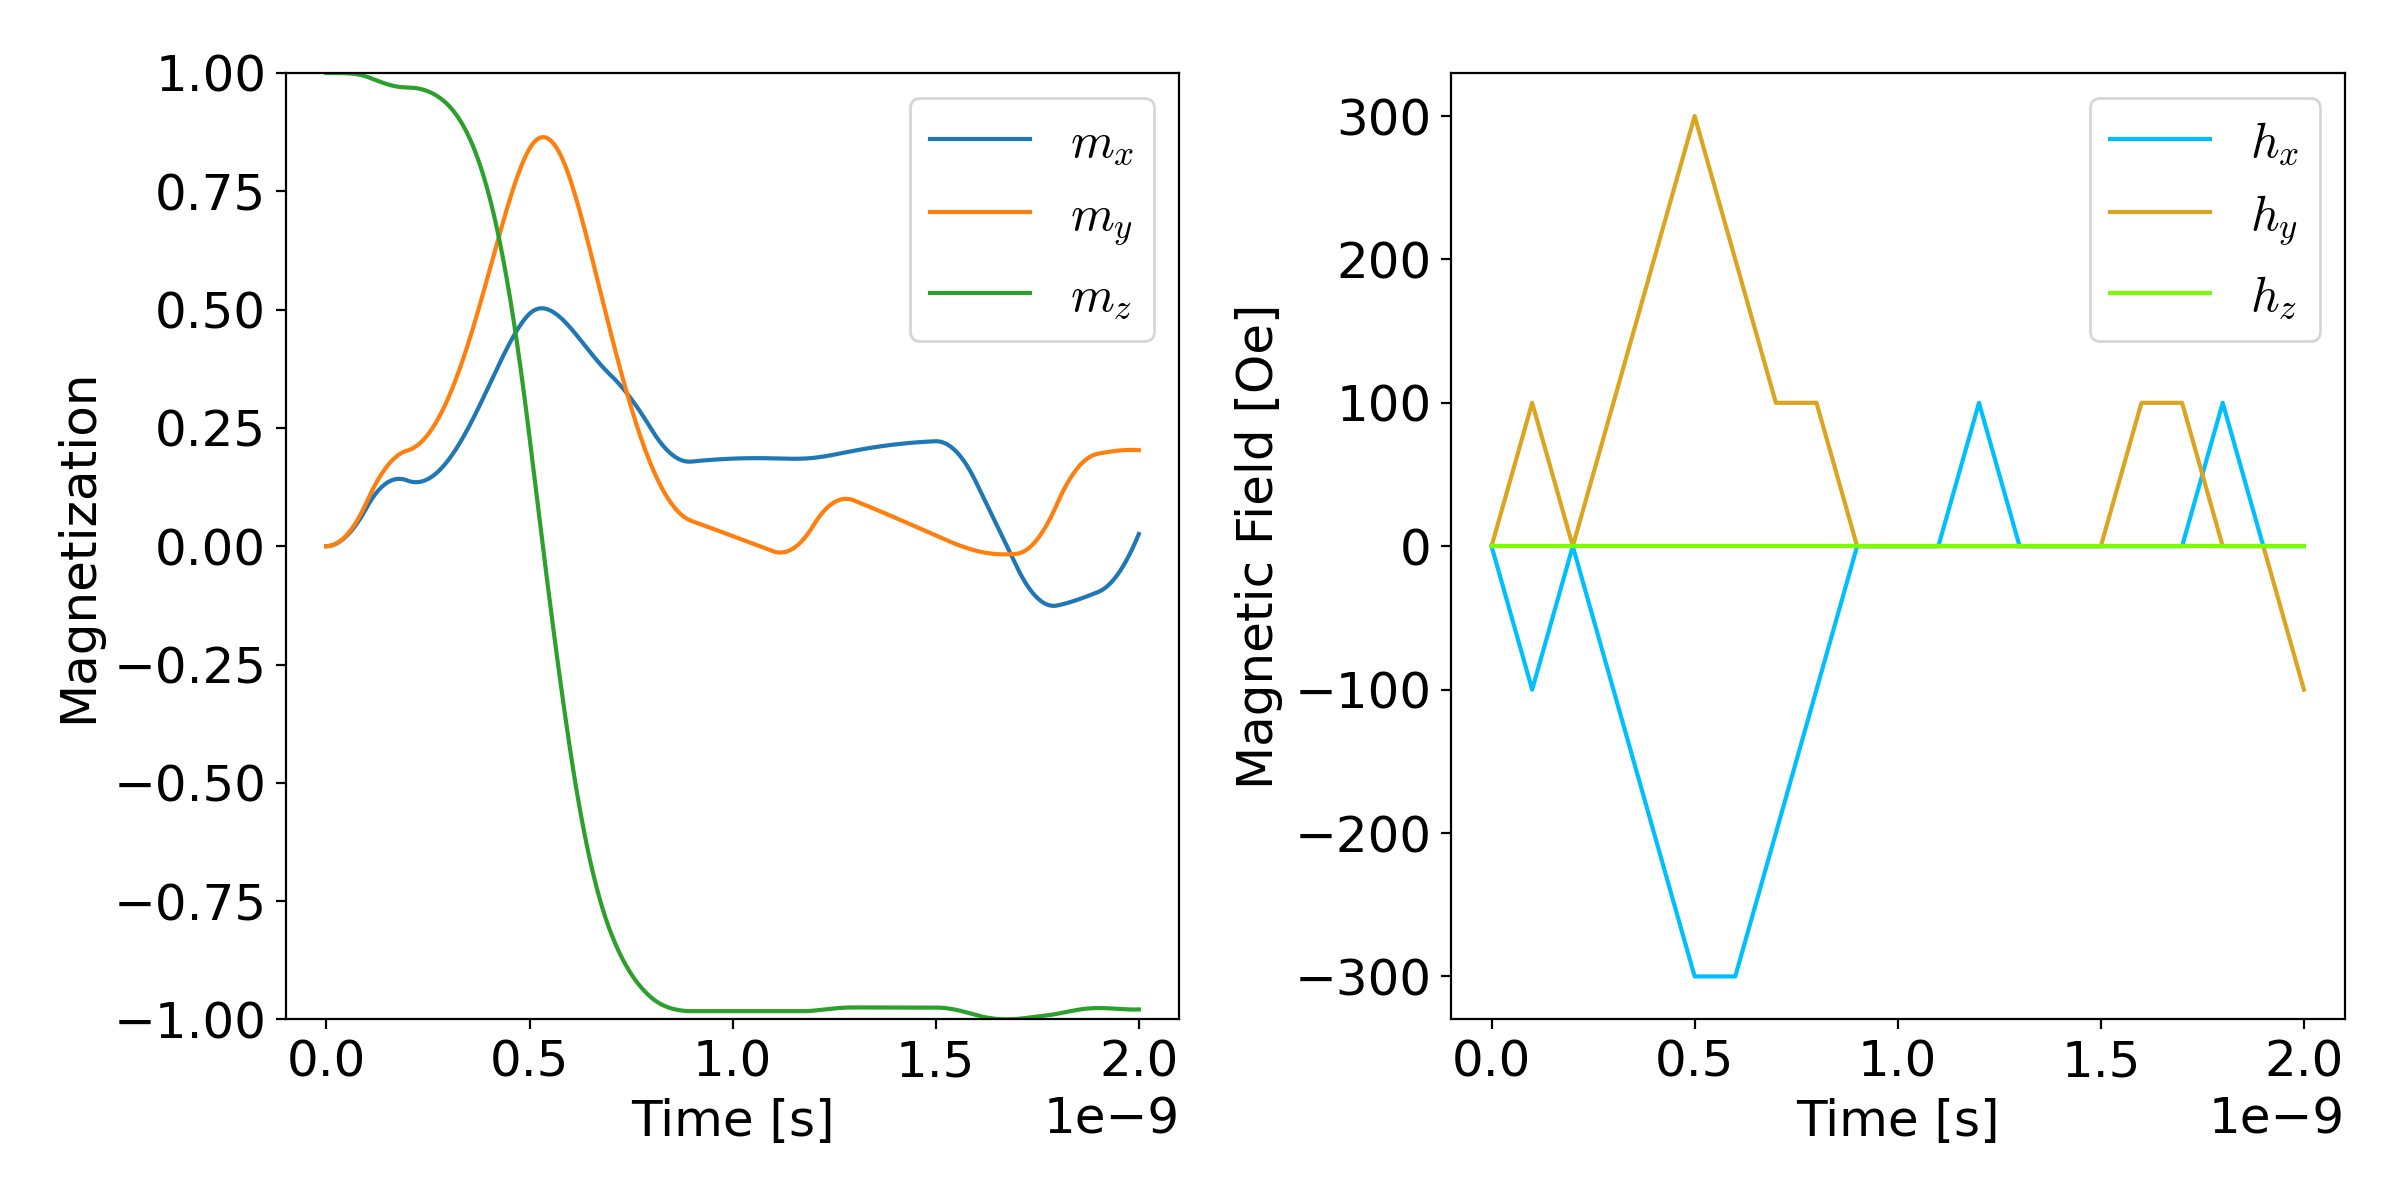 Magnetization
1.00
0.75
0.50
0.25
0.00
−0.25
−0.50
−0.75
−1.00
0.0 0.5 1.0 1.5 2.0
Time [s]
1e−9
m_x
m_y
m_z
Magnetic Field [Oe]
300
200
100
0
−100
−200
−300
0.0 0.5 1.0 1.5 2.0
Time [s]
1e−9
h_x
h_y
h_z